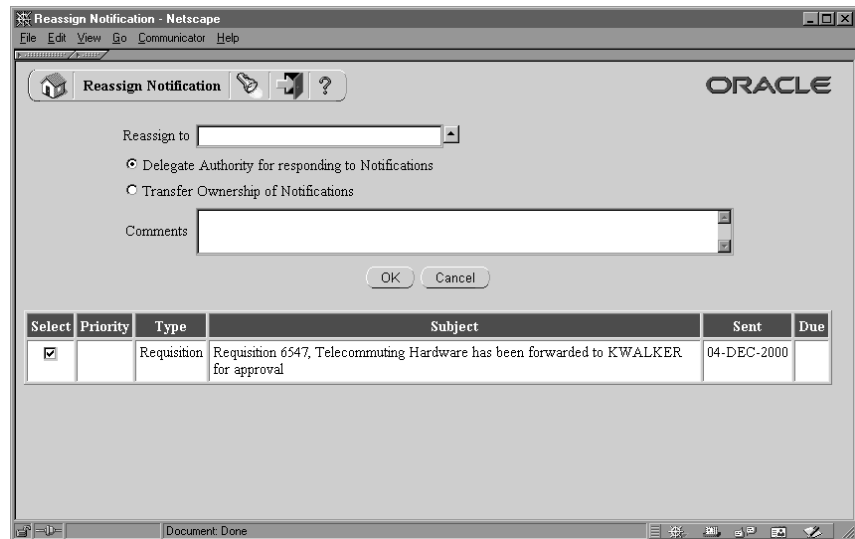 Reassign Notification - Netscape
File Edit View Go Communicator Help
Reassign Notification ?
ORACLE
Reassign to
Delegate Authority for responding to Notifications
Transfer Ownership of Notifications
Comments
OK Cancel
Select Priority Type Subject Sent Due
Requisition Requisition 6547, Telecommuting Hardware has been forwarded to KWALKER 04-DEC-2000
for approval
Document: Done